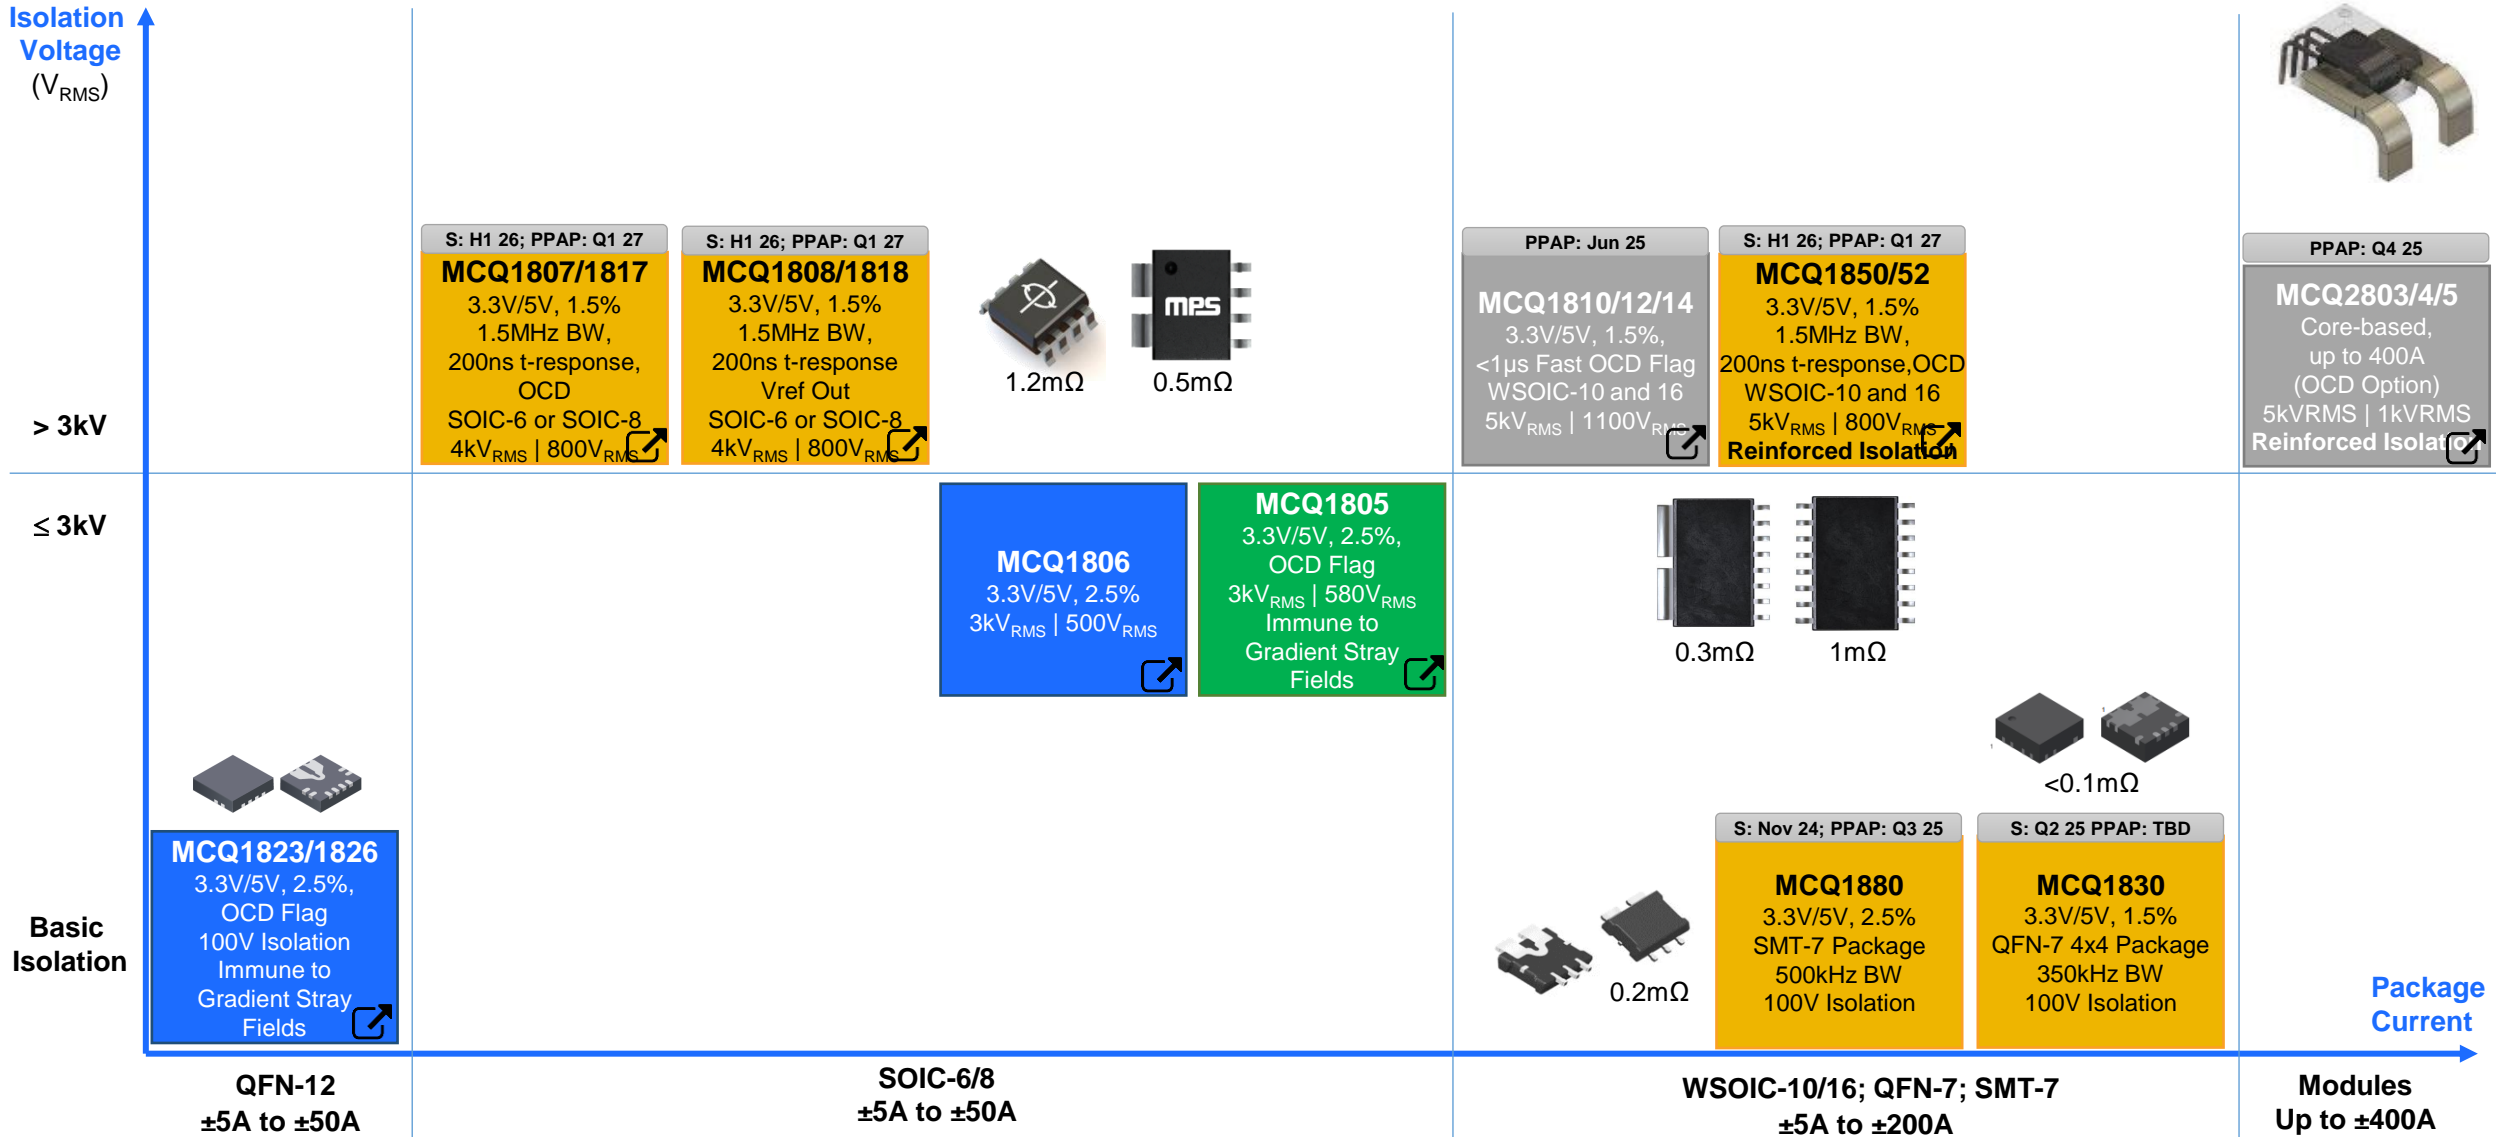 Isolation
Voltage
(VRMS)
> 3kV
≤ 3kV
Basic
Isolation
S: H1 26; PPAP: Q1 27
MCQ1807/1817
3.3V/5V, 1.5%
1.5MHz BW,
200ns t-response,
OCD
SOIC-6 or SOIC-8
4kVRMS | 800VRMS
S: H1 26; PPAP: Q1 27
MCQ1808/1818
3.3V/5V, 1.5%
1.5MHz BW,
200ns t-response
Vref Out
SOIC-6 or SOIC-8
4kVRMS | 800VRMS
mps
1.2mΩ
0.5mΩ
PPAP: Jun 25
MCQ1810/12/14
3.3V/5V, 1.5%,
<1µs Fast OCD Flag
WSOIC-10 and 16
5kVRMS | 1100VRMS
S: H1 26; PPAP: Q1 27
MCQ1850/52
3.3V/5V, 1.5%
1.5MHz BW,
200ns t-response,OCD
WSOIC-10 and 16
5kVRMS | 800VRMS
Reinforced Isolation
PPAP: Q4 25
MCQ2803/4/5
Core-based,
up to 400A
(OCD Option)
5kVRMS | 1kVRMS
Reinforced Isolation
MCQ1806
3.3V/5V, 2.5%
3kVRMS | 500VRMS
MCQ1805
3.3V/5V, 2.5%,
OCD Flag
3kVRMS | 580VRMS
Immune to
Gradient Stray
Fields
0.3mΩ
1mΩ
<0.1mΩ
MCQ1823/1826
3.3V/5V, 2.5%,
OCD Flag
100V Isolation
Immune to
Gradient Stray
Fields
0.2mΩ
S: Nov 24; PPAP: Q3 25
MCQ1880
3.3V/5V, 2.5%
SMT-7 Package
500kHz BW
100V Isolation
S: Q2 25 PPAP: TBD
MCQ1830
3.3V/5V, 1.5%
QFN-7 4x4 Package
350kHz BW
100V Isolation
Package
Current
QFN-12
±5A to ±50A
SOIC-6/8
±5A to ±50A
WSOIC-10/16; QFN-7; SMT-7
±5A to ±200A
Modules
Up to ±400A